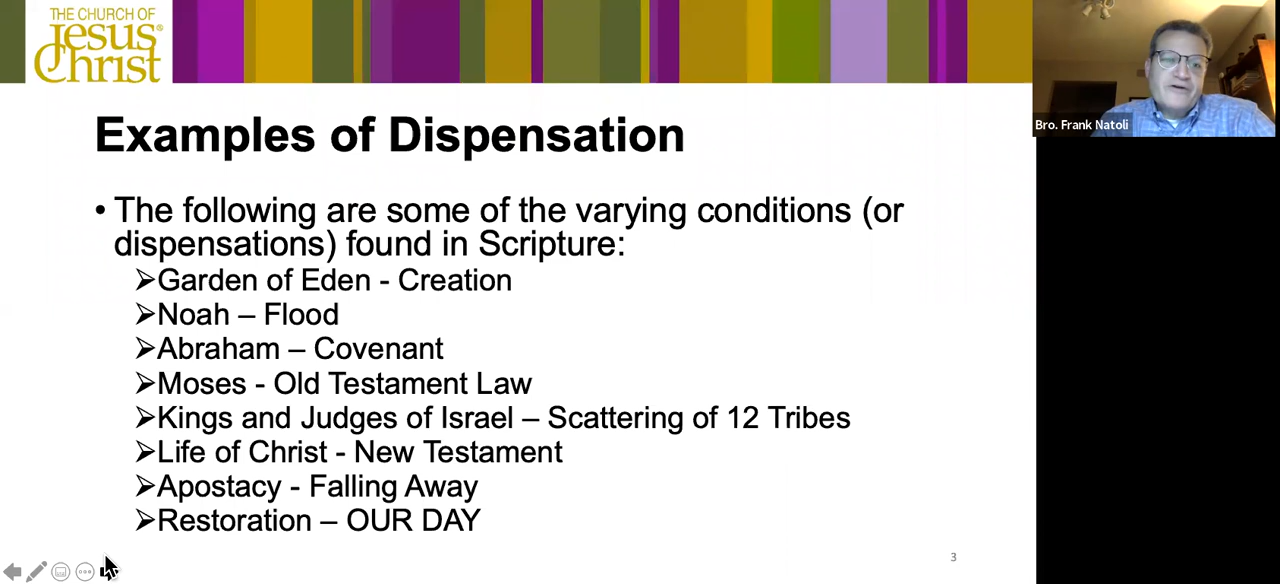 THE CHURCH OF
Jesus®
Christ
Bro. Frank Natoli
Examples of Dispensation
• The following are some of the varying conditions (or
dispensations) found in Scripture:
➢Garden of Eden - Creation
➢Noah – Flood
➢Abraham – Covenant
➢Moses - Old Testament Law
➢Kings and Judges of Israel – Scattering of 12 Tribes
➢Life of Christ - New Testament
➢Apostacy - Falling Away
➢Restoration – OUR DAY
3